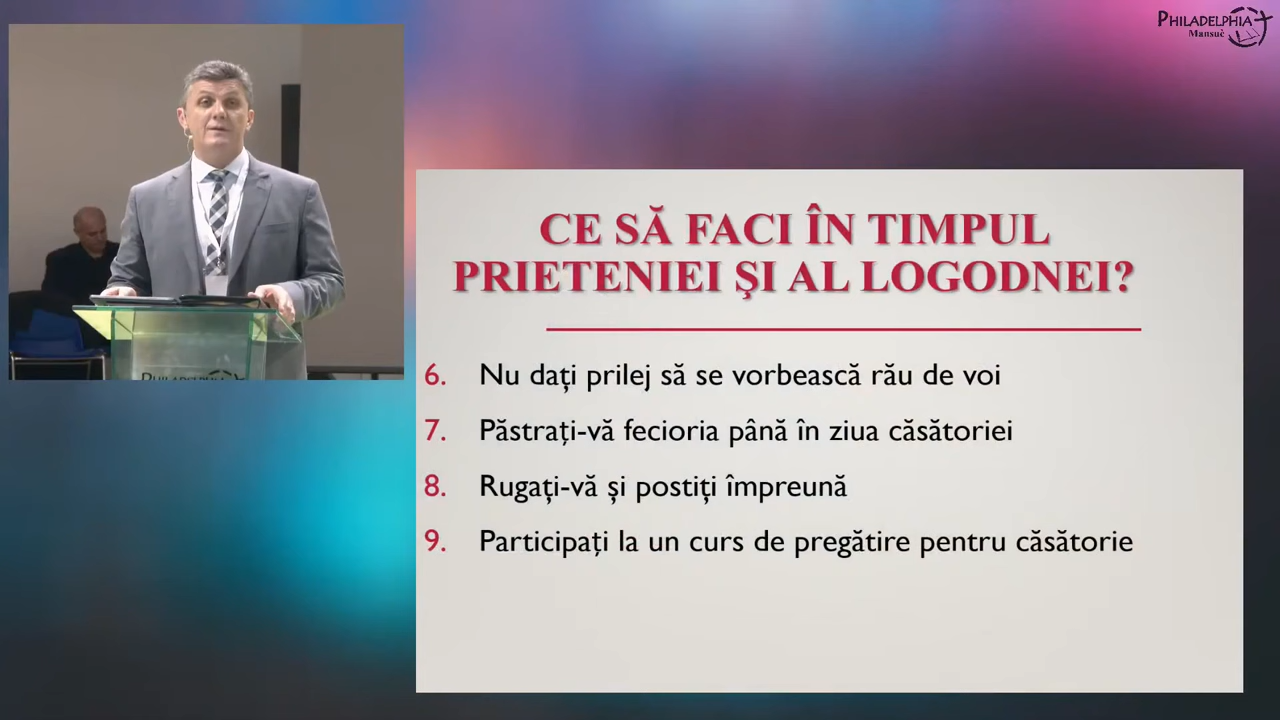 PHILADELPHIA
Mansuè
CE SĂ FACI ÎN TIMPUL
PRIETENIEI ŞI AL LOGODNEI?
6. Nu dați prilej să se vorbească rău de voi
7. Păstrați-vă fecioria până în ziua căsătoriei
8. Rugați-vă și postiți împreună
9. Participați la un curs de pregătire pentru căsătorie
PHILADELPHIA